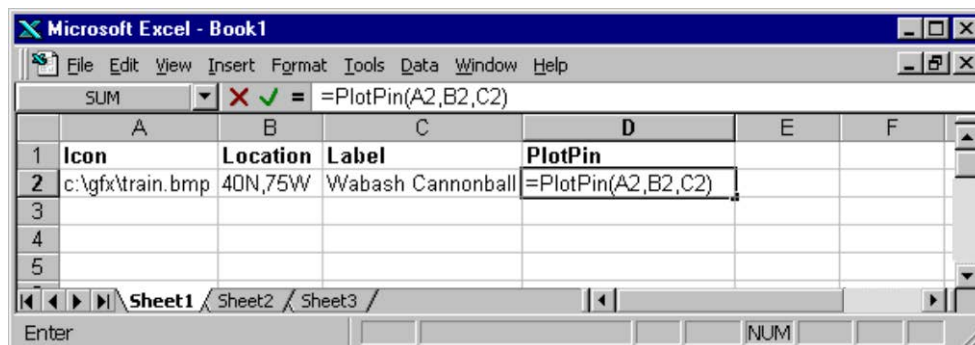 Microsoft Excel - Book1
File Edit View Insert Format Tools Data Window Help
SUM = =PlotPin(A2,B2,C2)
A B C D E F
1 Icon Location Label PlotPin
2 c:\gfx\train.bmp 40N,75W Wabash Cannonball =PlotPin(A2,B2,C2)
3
4
5
Sheet1 Sheet2 Sheet3
Enter NUM